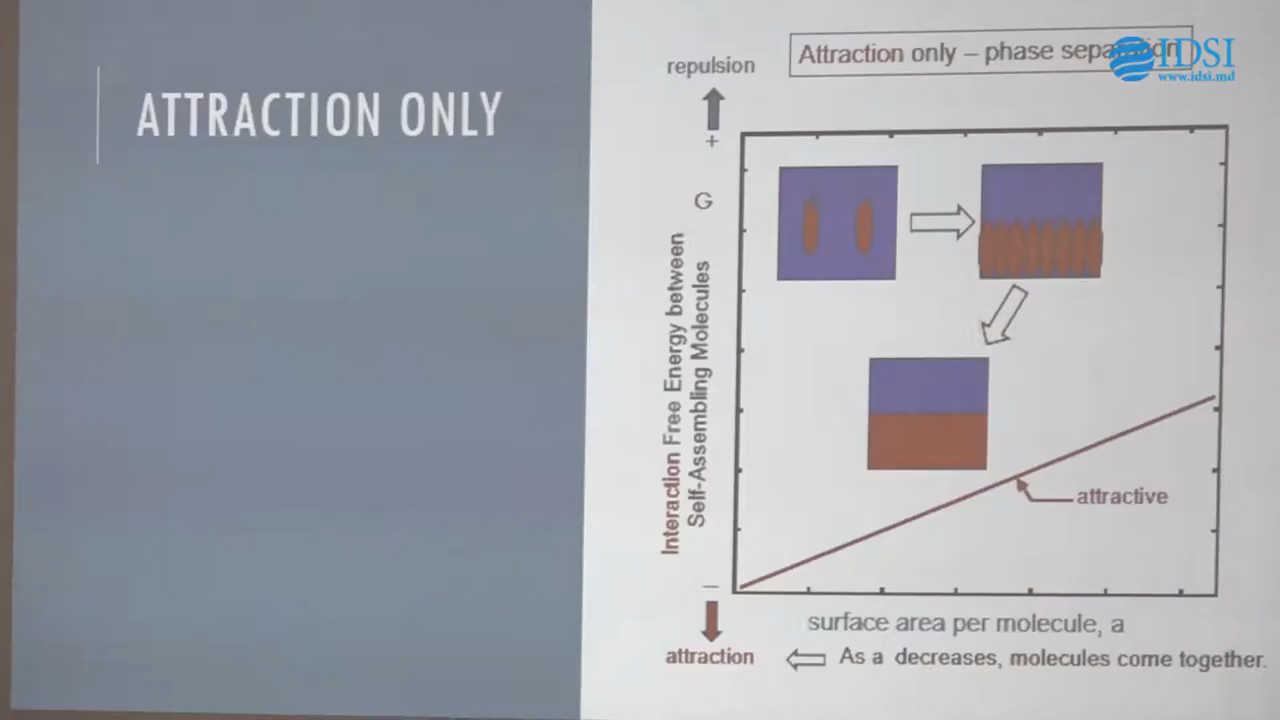 ATTRACTION ONLY
repulsion
Attraction only – phase separation
IDSI
www.idsi.md
+
G
Interaction Free Energy between
Self-Assembling Molecules
attractive
–
surface area per molecule, a
attraction
As a decreases, molecules come together.